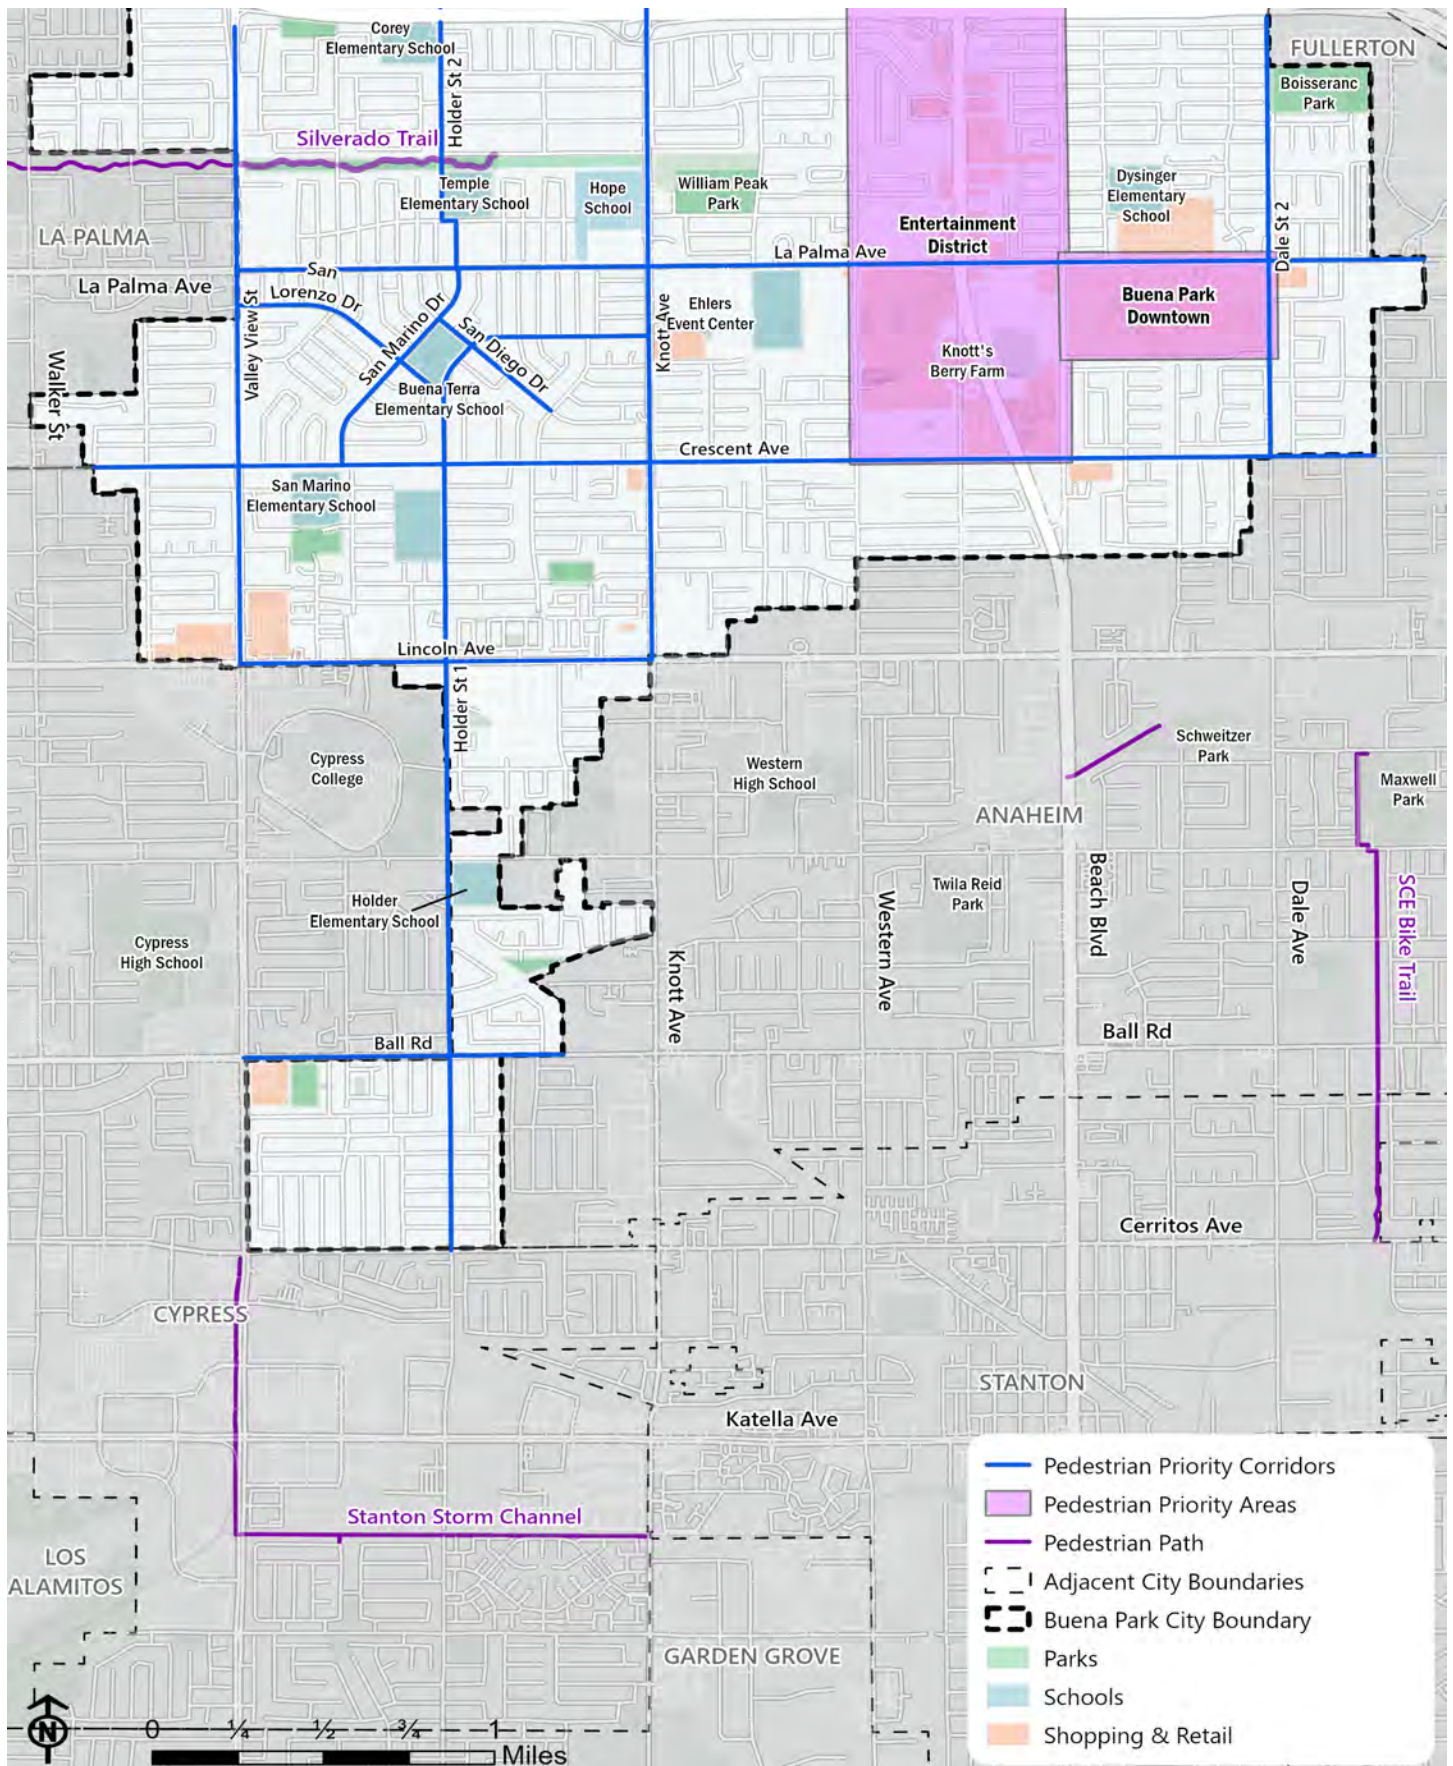 Corey
Elementary School
FULLERTON
Boisseranc
Park
Holder St 2
Silverado Trail
Temple
Elementary School
Hope
School
William Peak
Park
Dysinger
Elementary
School
LA PALMA
Entertainment
District
Dale St 2
La Palma Ave
La Palma Ave
San
Lorenzo Dr
Valley View St
San Marino Dr
San Diego Dr
Knott Ave
Ehlers
Event Center
Buena Park
Downtown
Knott's
Berry Farm
Walker St
Buena Terra
Elementary School
Crescent Ave
San Marino
Elementary School
Lincoln Ave
Holder St 1
Cypress
College
Western
High School
Schweitzer
Park
Maxwell
Park
ANAHEIM
Holder
Elementary School
Twila Reid
Park
Western Ave
Beach Blvd
Dale Ave
SCE Bike Trail
Cypress
High School
Knott Ave
Ball Rd
Ball Rd
Cerritos Ave
CYPRESS
STANTON
Katella Ave
Stanton Storm Channel
LOS
ALAMITOS
GARDEN GROVE
Pedestrian Priority Corridors
Pedestrian Priority Areas
Pedestrian Path
Adjacent City Boundaries
Buena Park City Boundary
Parks
Schools
Shopping & Retail
N
0 ¼ ½ ¾ 1
Miles